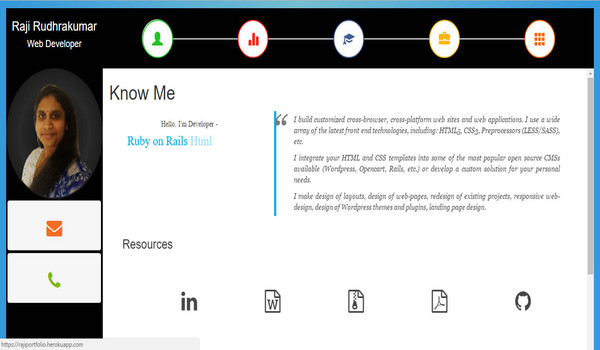 Raji Rudhrakumar
Web Developer
Know Me
Hello. I'm Developer -
Ruby on Rails Html
I build customized cross-browser, cross-platform web sites and web applications. I use a
wide array of the latest front end technologies, including: HTML5, CSS3, Preprocessors (LESS/SASS),
etc.
I integrate your HTML and CSS templates into some of the most popular open source CMSs
available (Wordpress, Opencart, Rails, etc.) or develop a custom solution for your personal
needs.
I make design of layouts, design of web-pages, redesign of existing projects, responsive web-
design, design of Wordpress themes and plugins, landing page design.
Resources
in
W
https://rajiportfolio.herokuapp.com